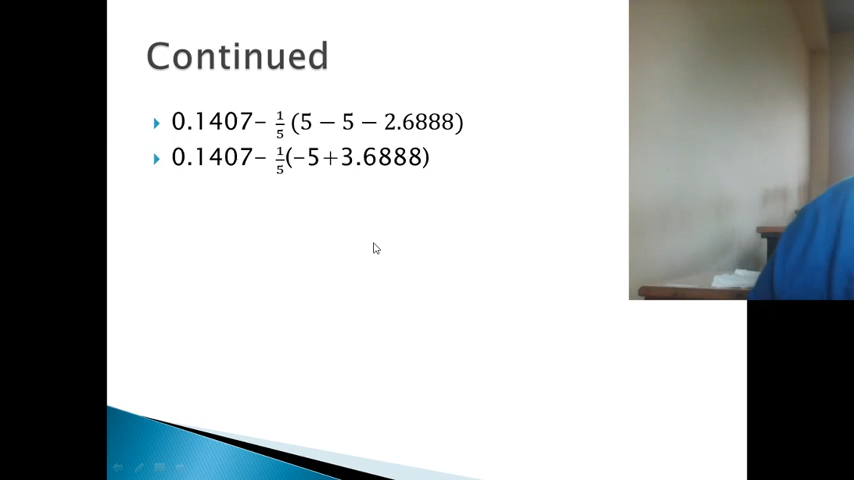 Continued
0.1407– 1/5 (5 − 5 − 2.6888)
0.1407– 1/5(–5+3.6888)